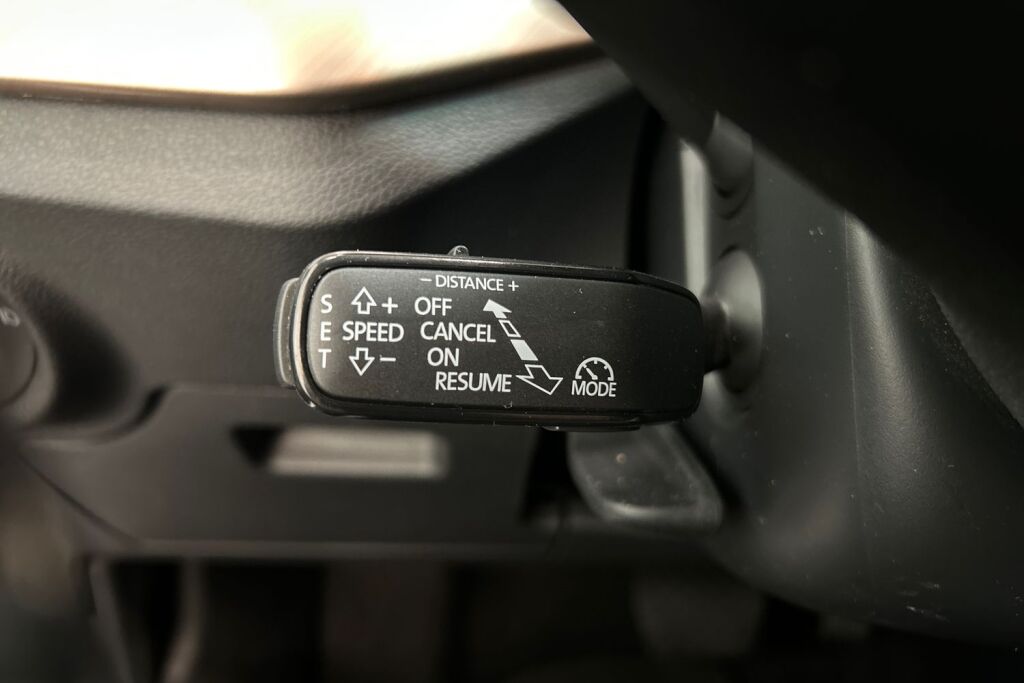 - DISTANCE +
S + OFF
E SPEED CANCEL
T - ON
RESUME MODE